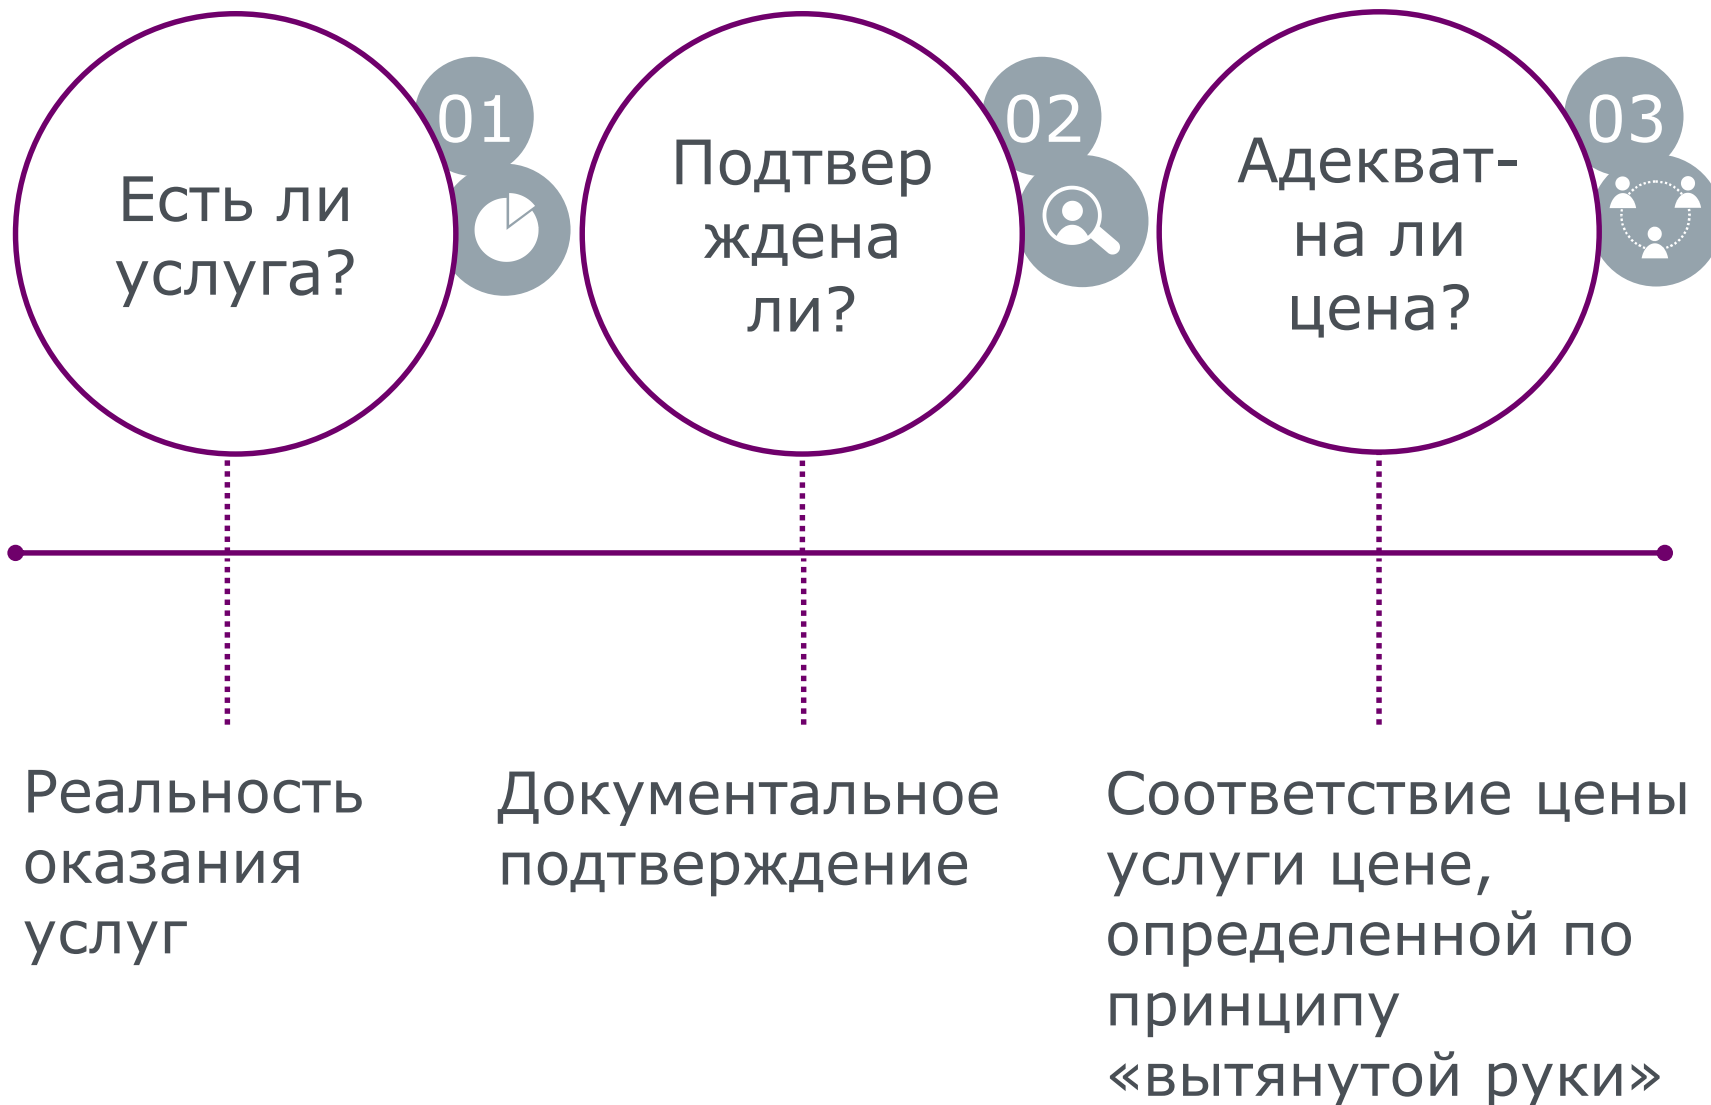 01
Есть ли
услуга?
02
Подтвер
ждена
ли?
03
Адекват-
на ли
цена?
Реальность
оказания
услуг
Документальное
подтверждение
Соответствие цены
услуги цене,
определенной по
принципу
«вытянутой руки»